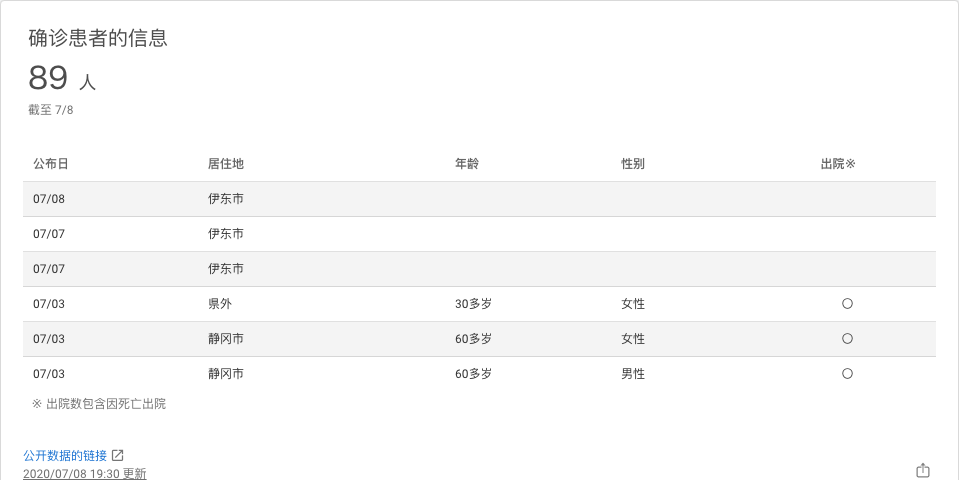 确诊患者的信息
89 人
截至 7/8
公布日 居住地 年龄 性别 出院※
07/08 伊东市
07/07 伊东市
07/07 伊东市
07/03 県外 30多岁 女性 〇
07/03 静冈市 60多岁 女性 〇
07/03 静冈市 60多岁 男性 〇
※ 出院数包含因死亡出院
公开数据的链接
2020/07/08 19:30 更新